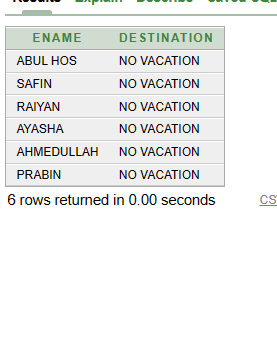 Results Explain Describe Saved SQL
ENAME DESTINATION
ABUL HOS NO VACATION
SAFIN NO VACATION
RAIYAN NO VACATION
AYASHA NO VACATION
AHMEDULLAH NO VACATION
PRABIN NO VACATION
6 rows returned in 0.00 seconds CS